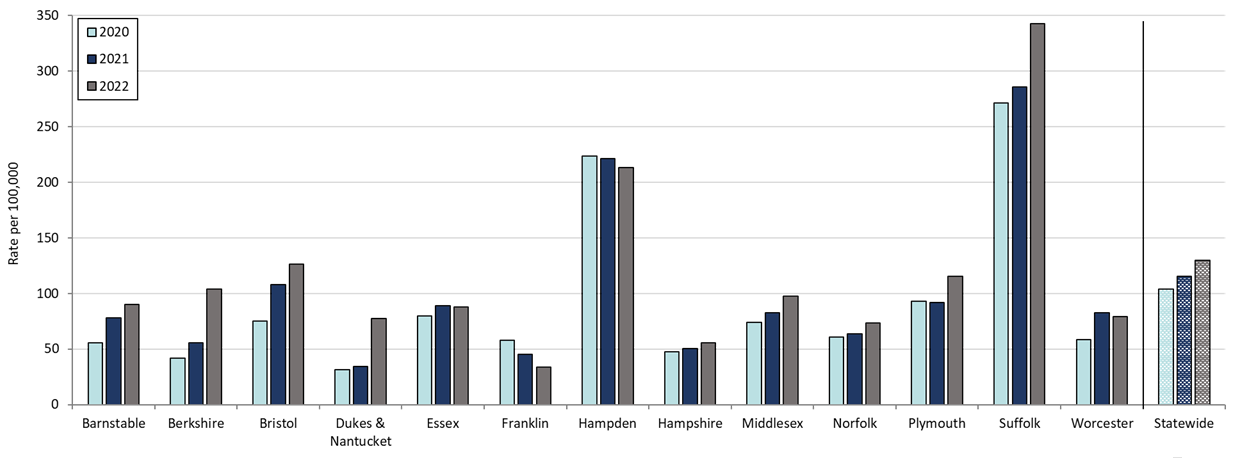 350
300
250
200
150
100
50
0
Rate per 100,000
2020
2021
2022
Barnstable
Berkshire
Bristol
Dukes &
Nantucket
Essex
Franklin
Hampden
Hampshire
Middlesex
Norfolk
Plymouth
Suffolk
Worcester
Statewide